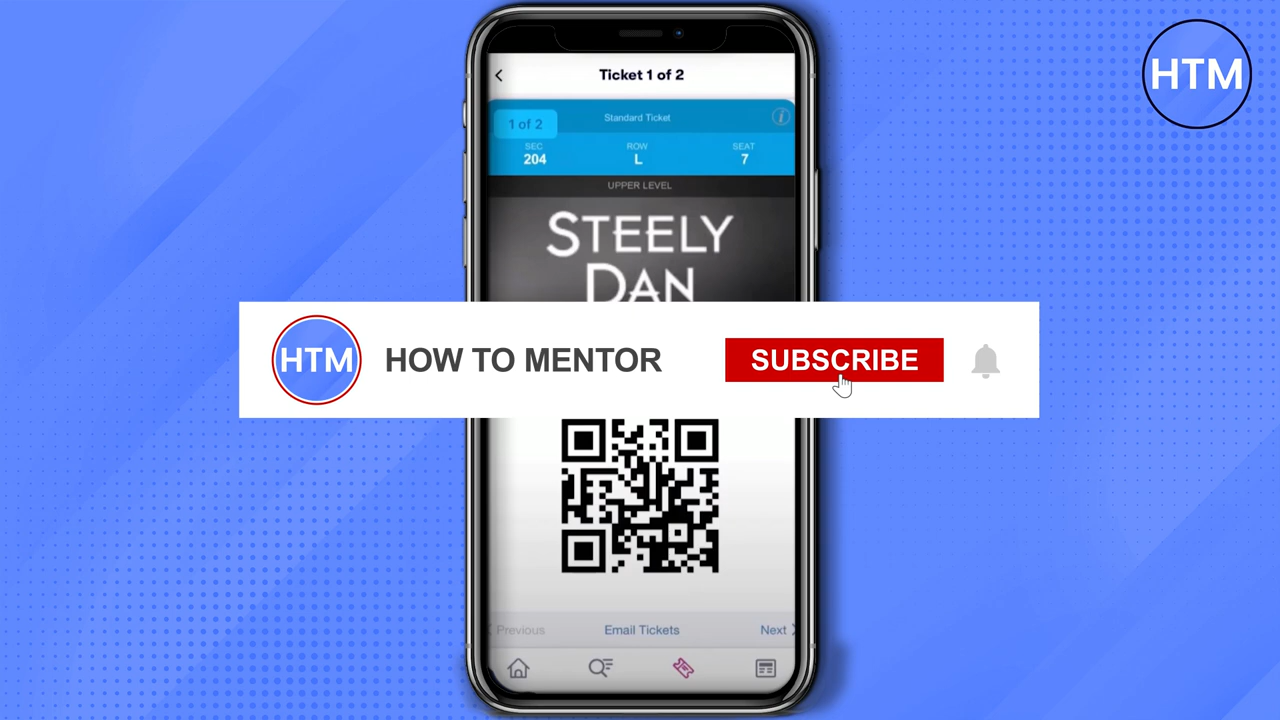 HTM
Ticket 1 of 2
1 of 2
Standard Ticket
SEC ROW SEAT
204 L 7
UPPER LEVEL
STEELY
DAN
HTM HOW TO MENTOR SUBSCRIBE
Previous Email Tickets Next